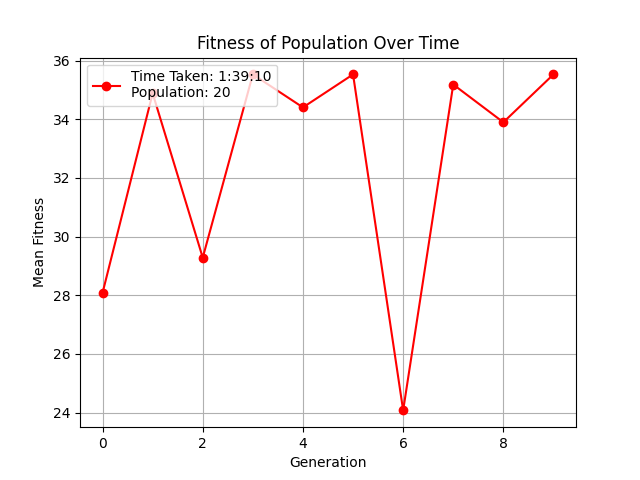 Fitness of Population Over Time
Time Taken: 1:39:10
Population: 20
36
34
32
30
28
26
24
Mean Fitness
0 2 4 6 8
Generation